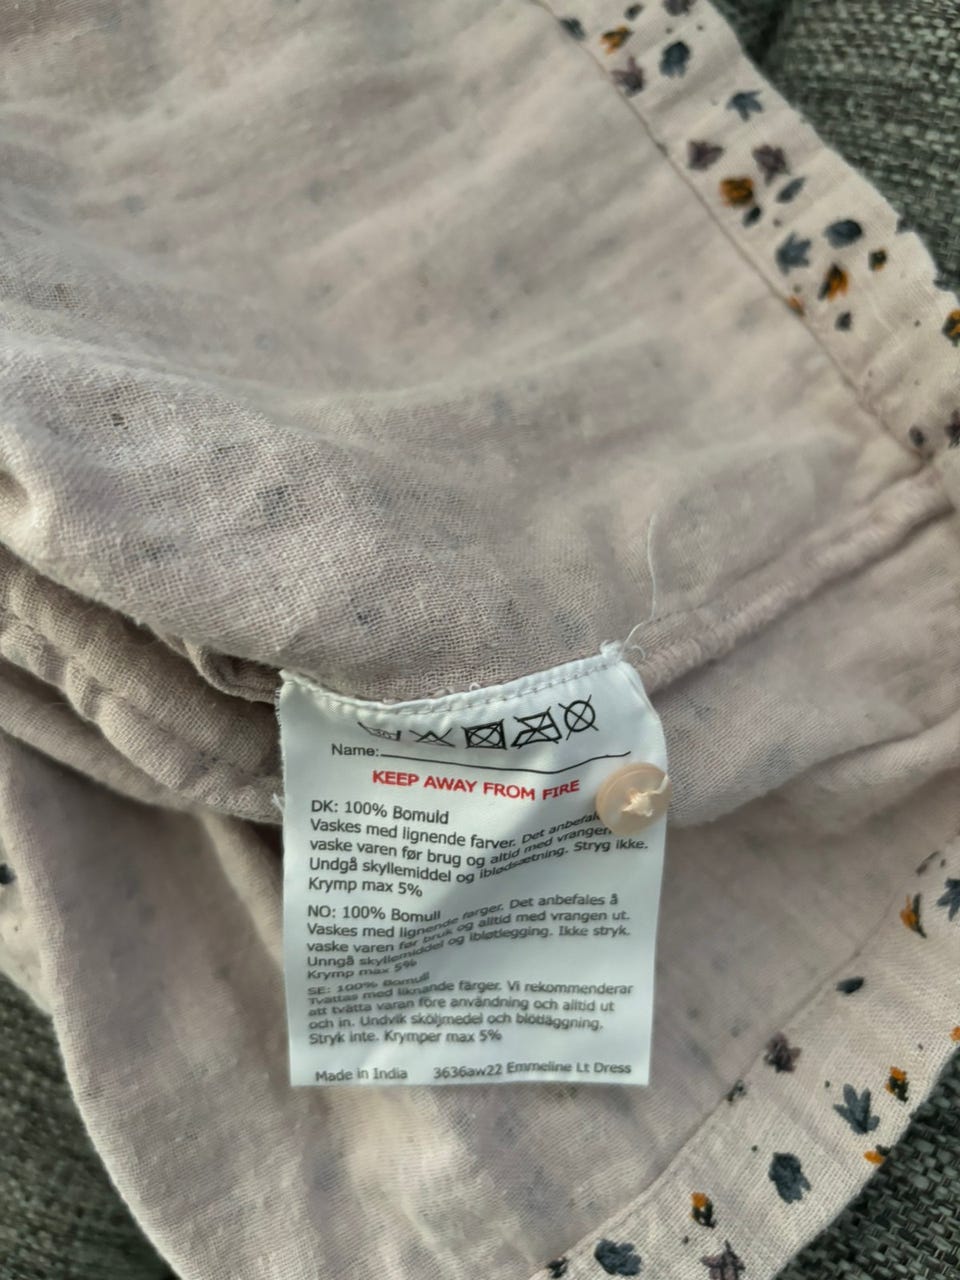 30
Name:
KEEP AWAY FROM FIRE
DK: 100% Bomuld
Vaskes med lignende farver. Det anbefal
vaske varen før brug og altid med vrangen
Undgå skyllemiddel og iblødsætning. Stryg ikke.
Krymp max 5%
NO: 100% Bomull
Vaskes med lignende farger. Det anbefales å
vaske varen før bruk og alltid med vrangen ut.
Unngå skyllemiddel og ibløtlegging. Ikke stryk.
Krymp max 5%
SE: 100% Bomull
Tvättas med liknande färger. Vi rekommenderar
att tvätta varan före användning och alltid ut
och in. Undvik sköljmedel och blötläggning.
Stryk inte. Krymper max 5%
Made in India 3636aw22 Emmeline Lt Dress